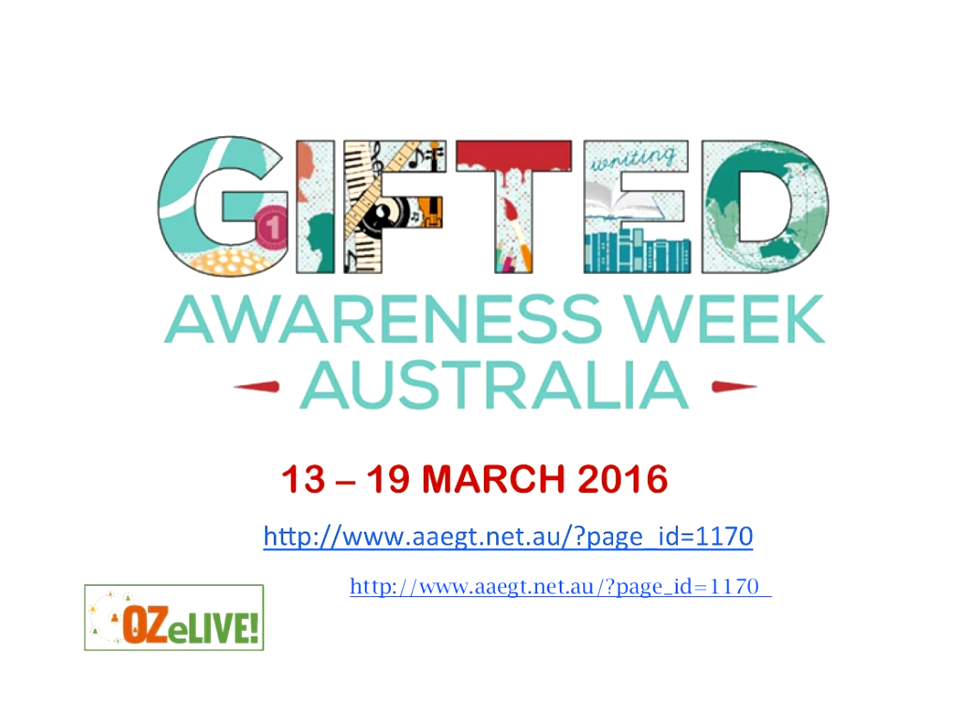 GIFTED
1
writing
AWARENESS WEEK
AUSTRALIA
13 – 19 MARCH 2016
http://www.aaegt.net.au/?page_id=1170
http://www.aaegt.net.au/?page_id=1170
OZeLIVE!